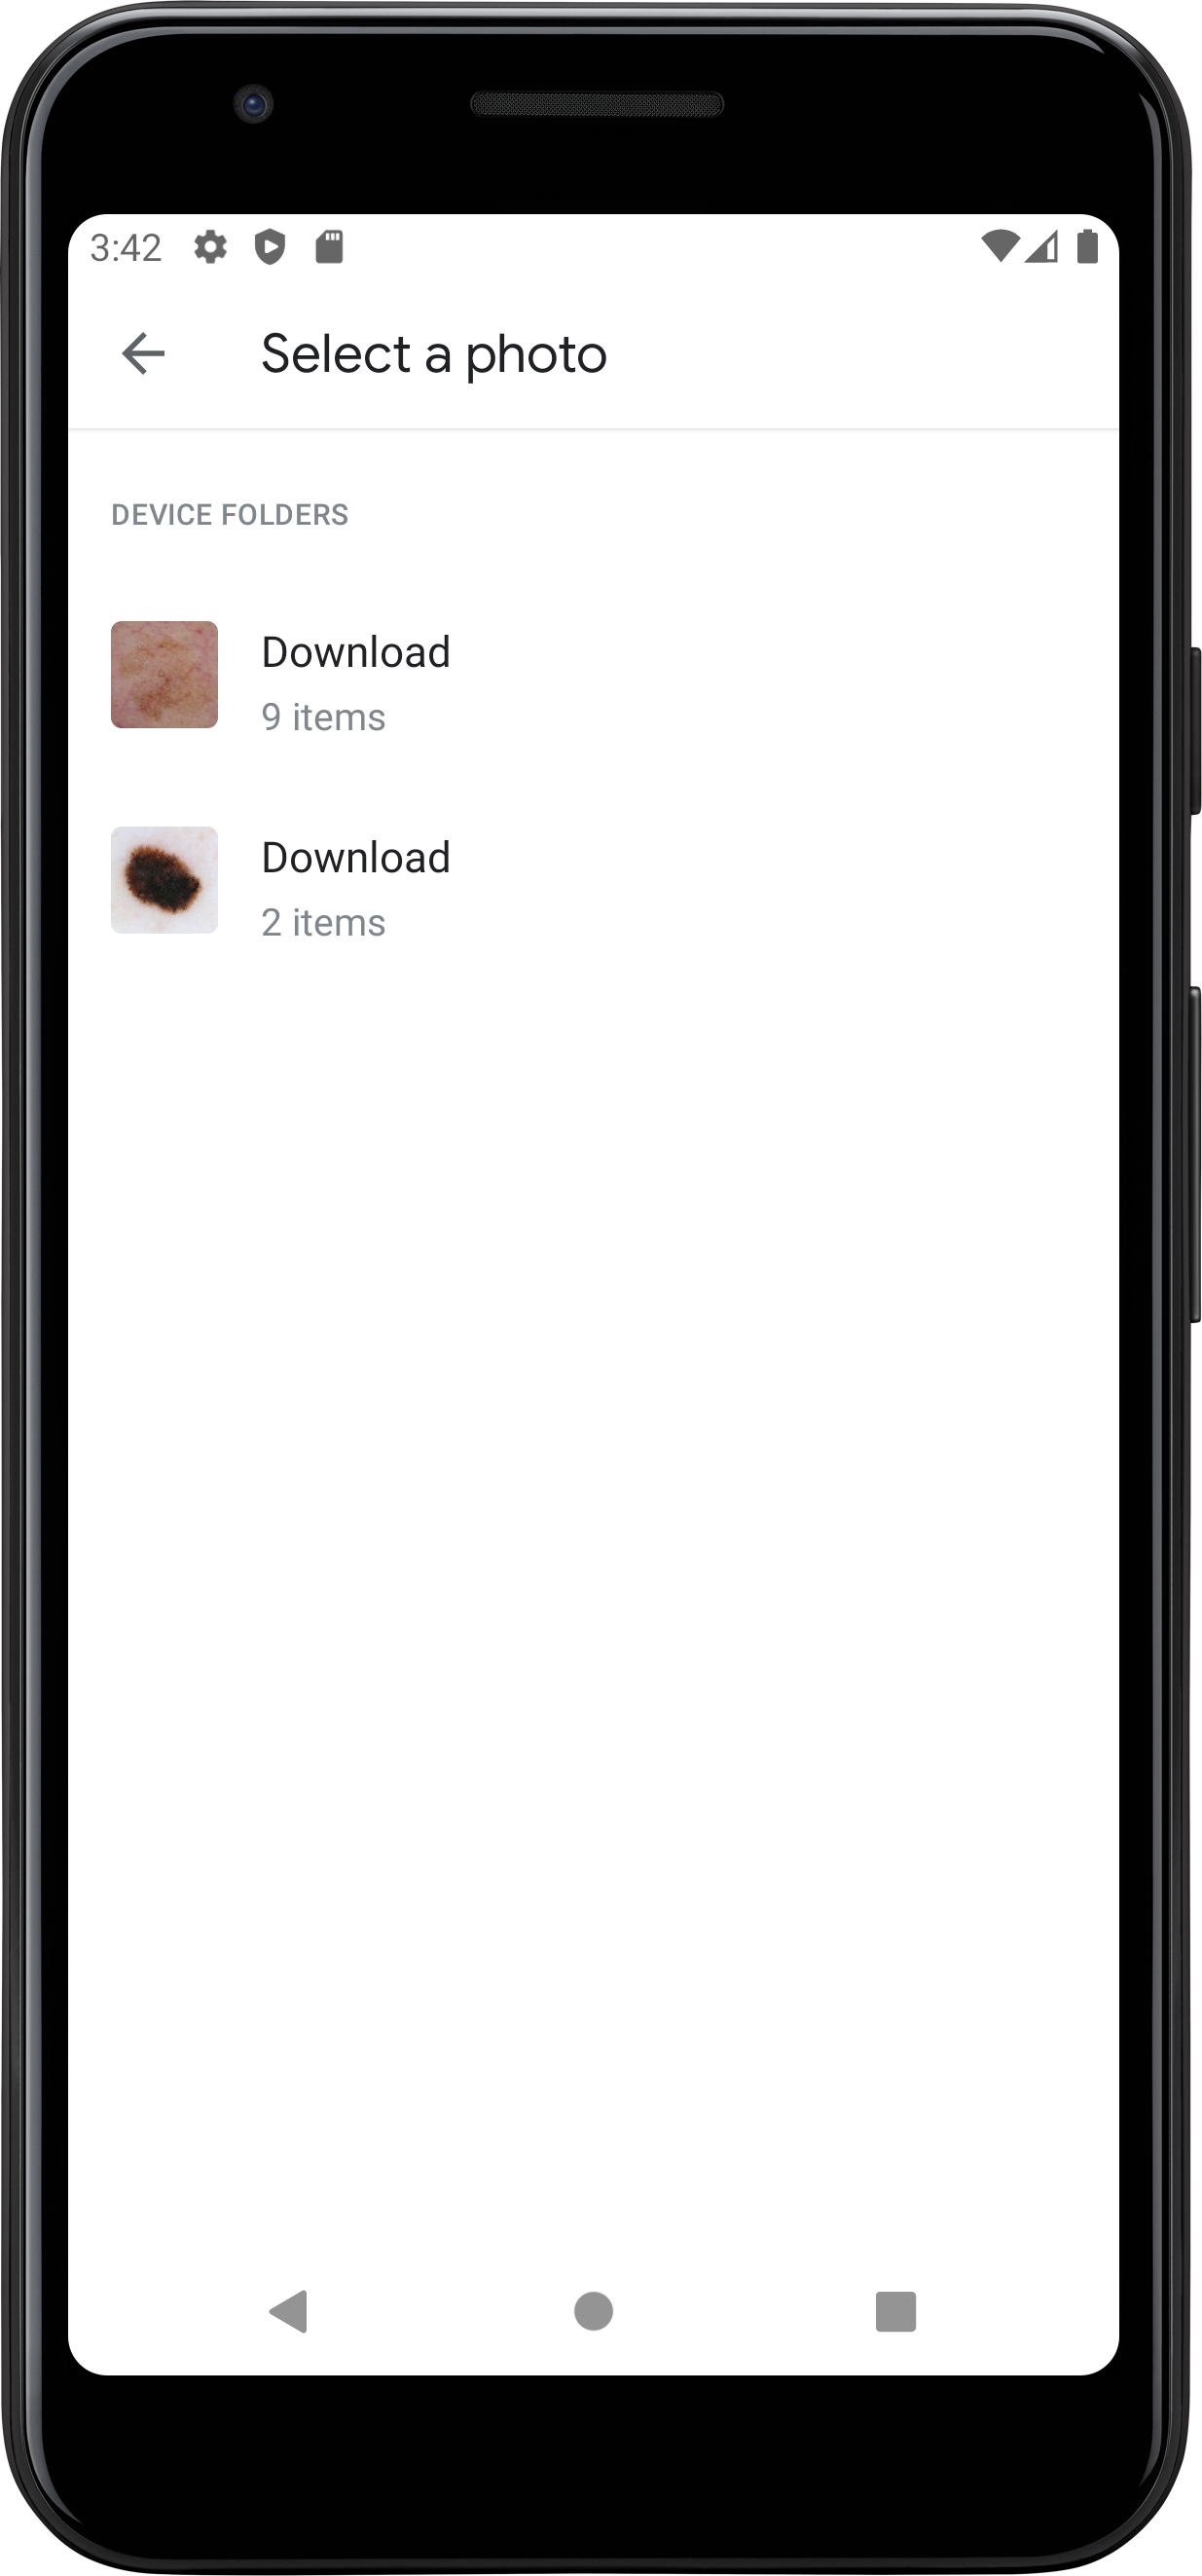 3:42
Select a photo
DEVICE FOLDERS
Download
9 items
Download
2 items